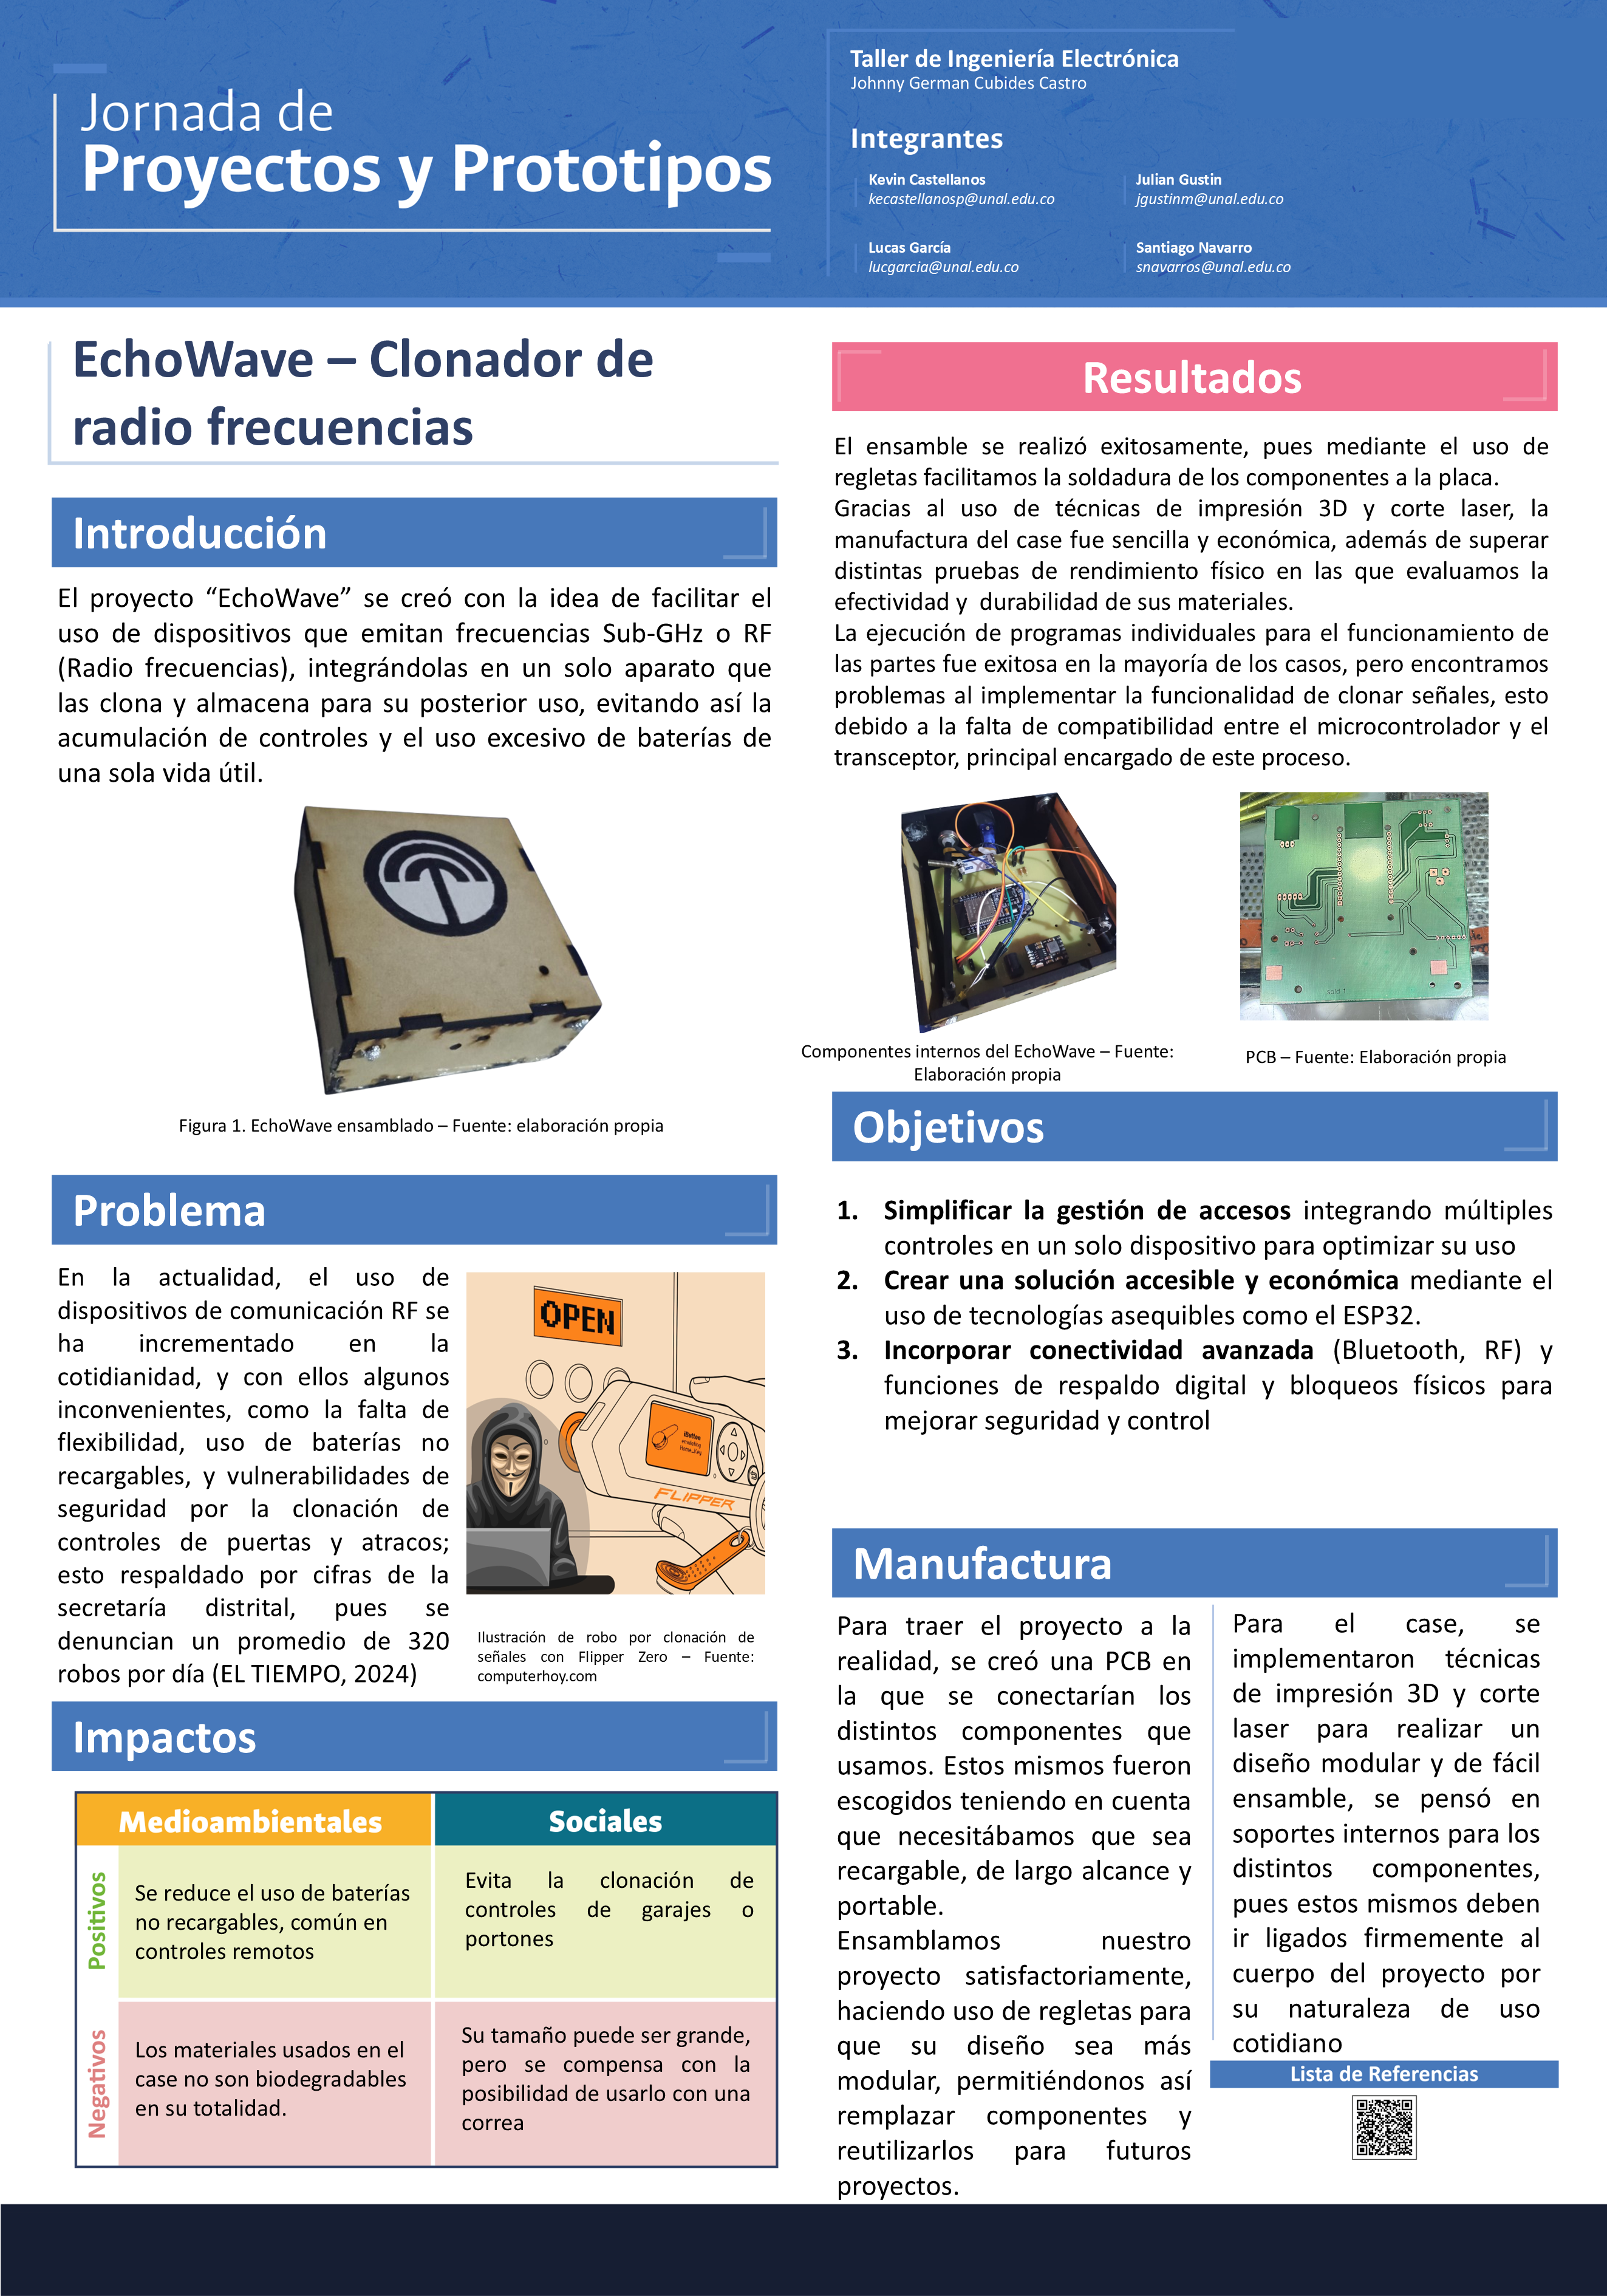 Jornada de
Proyectos y Prototipos
Taller de Ingeniería Electrónica
Johnny German Cubides Castro
Integrantes
Kevin Castellanos
kecastellanosp@unal.edu.co
Julian Gustin
jgustinm@unal.edu.co
Lucas García
lucgarcia@unal.edu.co
Santiago Navarro
snavarros@unal.edu.co
EchoWave – Clonador de
radio frecuencias
Introducción
El proyecto “EchoWave” se creó con la idea de facilitar el
uso de dispositivos que emitan frecuencias Sub-GHz o RF
(Radio frecuencias), integrándolas en un solo aparato que
las clona y almacena para su posterior uso, evitando así la
acumulación de controles y el uso excesivo de baterías de
una sola vida útil.
Figura 1. EchoWave ensamblado – Fuente: elaboración propia
Problema
En la actualidad, el uso de
dispositivos de comunicación RF se
ha incrementado en la
cotidianidad, y con ellos algunos
inconvenientes, como la falta de
flexibilidad, uso de baterías no
recargables, y vulnerabilidades de
seguridad por la clonación de
controles de puertas y atracos;
esto respaldado por cifras de la
secretaría distrital, pues se
denuncian un promedio de 320
robos por día (EL TIEMPO, 2024)
OPEN
iButton
emulating
Home_Key
FLIPPER
Ilustración de robo por clonación de
señales con Flipper Zero – Fuente:
computerhoy.com
Impactos
Medioambientales
Sociales
Positivos
Se reduce el uso de baterías
no recargables, común en
controles remotos
Evita la clonación de
controles de garajes o
portones
Negativos
Los materiales usados en el
case no son biodegradables
en su totalidad.
Su tamaño puede ser grande,
pero se compensa con la
posibilidad de usarlo con una
correa
Resultados
El ensamble se realizó exitosamente, pues mediante el uso de
regletas facilitamos la soldadura de los componentes a la placa.
Gracias al uso de técnicas de impresión 3D y corte laser, la
manufactura del case fue sencilla y económica, además de superar
distintas pruebas de rendimiento físico en las que evaluamos la
efectividad y durabilidad de sus materiales.
La ejecución de programas individuales para el funcionamiento de
las partes fue exitosa en la mayoría de los casos, pero encontramos
problemas al implementar la funcionalidad de clonar señales, esto
debido a la falta de compatibilidad entre el microcontrolador y el
transceptor, principal encargado de este proceso.
Componentes internos del EchoWave – Fuente:
Elaboración propia
PCB – Fuente: Elaboración propia
Objetivos
1. Simplificar la gestión de accesos integrando múltiples
controles en un solo dispositivo para optimizar su uso
2. Crear una solución accesible y económica mediante el
uso de tecnologías asequibles como el ESP32.
3. Incorporar conectividad avanzada (Bluetooth, RF) y
funciones de respaldo digital y bloqueos físicos para
mejorar seguridad y control
Manufactura
Para traer el proyecto a la
realidad, se creó una PCB en
la que se conectarían los
distintos componentes que
usamos. Estos mismos fueron
escogidos teniendo en cuenta
que necesitábamos que sea
recargable, de largo alcance y
portable.
Ensamblamos nuestro
proyecto satisfactoriamente,
haciendo uso de regletas para
que su diseño sea más
modular, permitiéndonos así
remplazar componentes y
reutilizarlos para futuros
proyectos.
Para el case, se
implementaron técnicas
de impresión 3D y corte
laser para realizar un
diseño modular y de fácil
ensamble, se pensó en
soportes internos para los
distintos componentes,
pues estos mismos deben
ir ligados firmemente al
cuerpo del proyecto por
su naturaleza de uso
cotidiano
Lista de Referencias